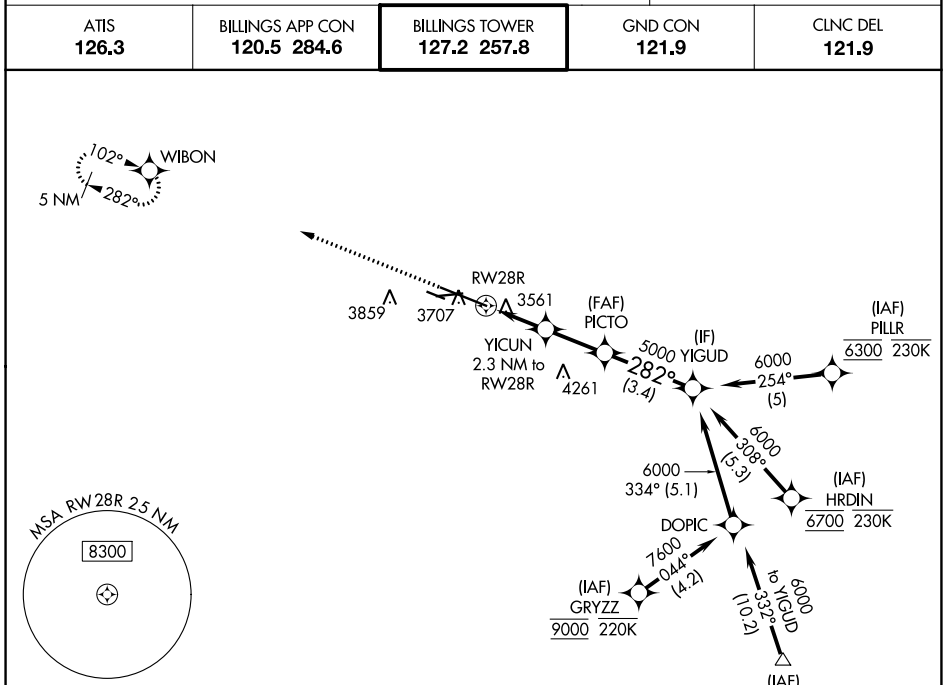 ATIS
126.3
BILLINGS APP CON
120.5 284.6
BILLINGS TOWER
127.2 257.8
GND CON
121.9
CLNC DEL
121.9
102°
WIBON
5 NM
282°
RW28R
3561
3859
3707
(FAF)
PICTO
YICUN
2.3 NM to
RW28R
4261
5000
282°
(3.4)
(IF)
YIGUD
(IAF)
PILLR
6300 230K
6000
254°
(5)
6000
308°
(5.3)
(IAF)
HRDIN
6700 230K
6000
334° (5.1)
DOPIC
7600
044°
(4.2)
(IAF)
GRYZZ
9000 220K
6000
to YIGUD
332°
(10.2)
(IAF)
MSA RW28R 25 NM
8300